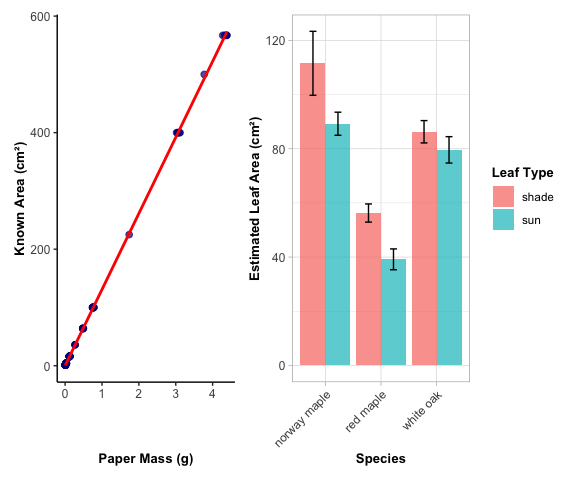 Known Area (cm²)
600
400
200
0
0 1 2 3 4
Paper Mass (g)
Estimated Leaf Area (cm²)
120
80
40
0
norway maple
red maple
white oak
Species
Leaf Type
shade
sun